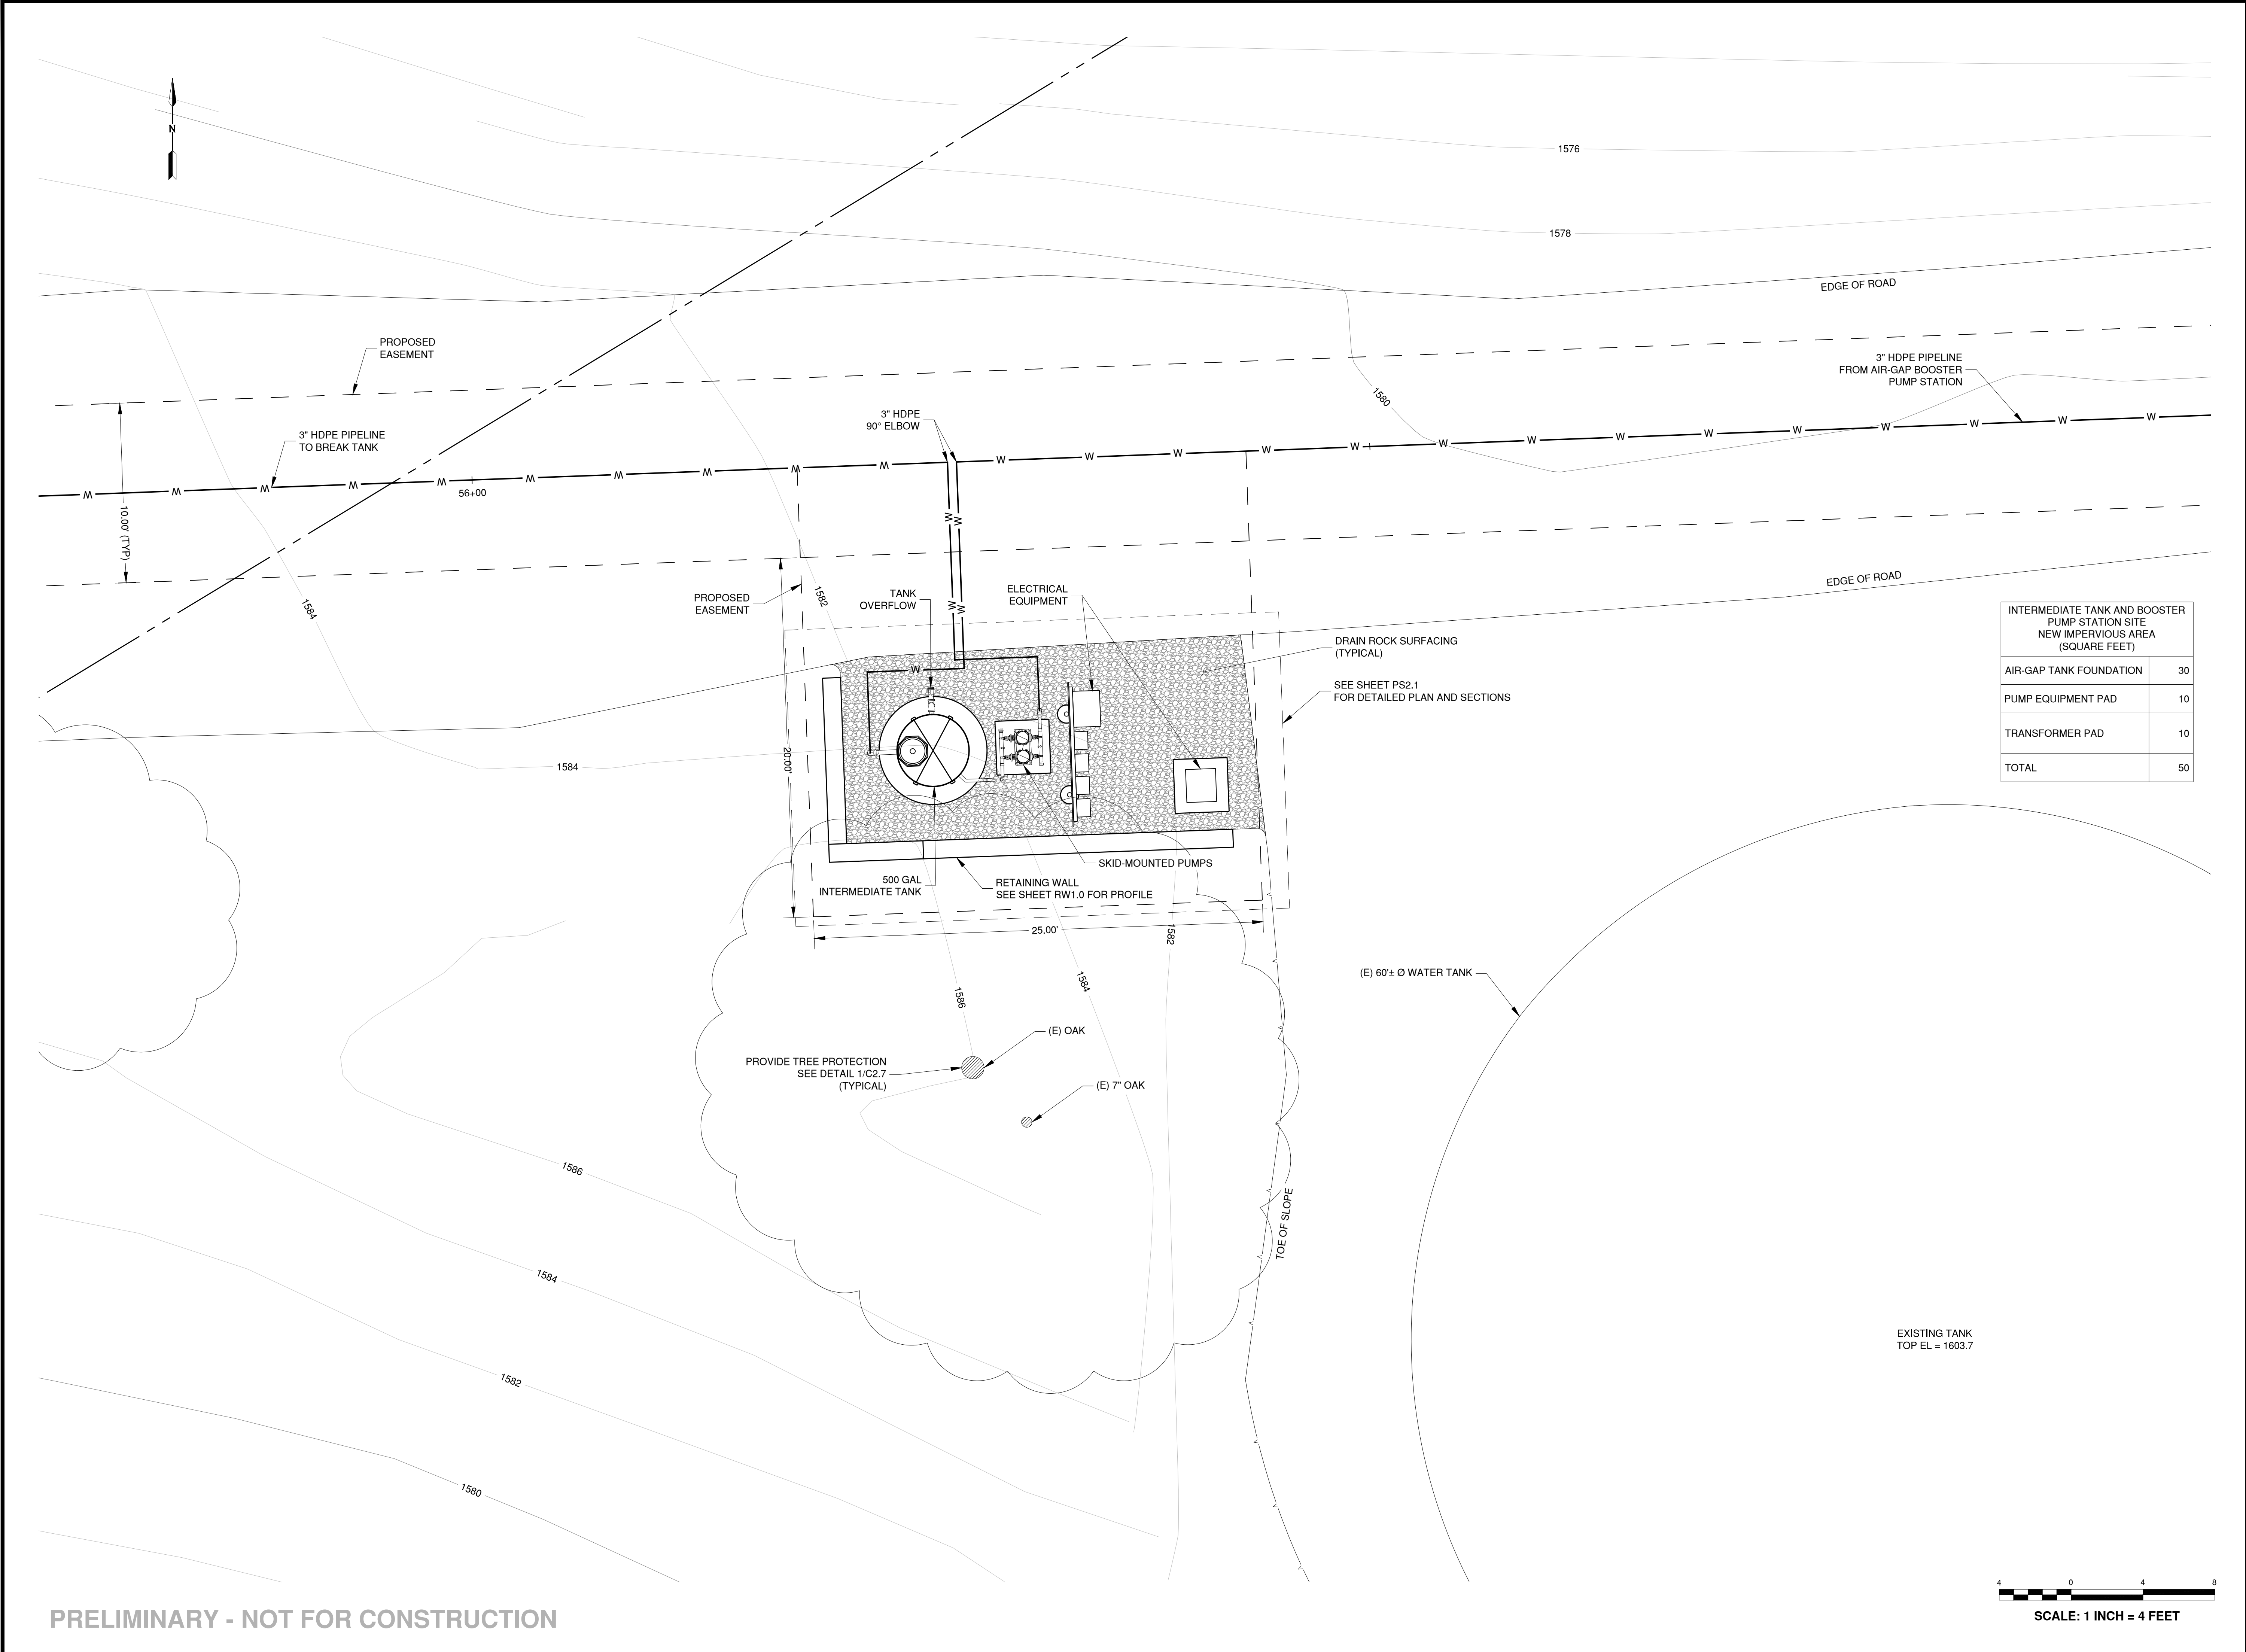 N
1576
1578
EDGE OF ROAD
PROPOSED
EASEMENT
3" HDPE PIPELINE
FROM AIR-GAP BOOSTER
PUMP STATION
1580
3" HDPE
90° ELBOW
3" HDPE PIPELINE
TO BREAK TANK
W W W W W W W W W W W W W W W W W W W W W W W W
56+00
10.00' (TYP)
W W
W W
EDGE OF ROAD
1584
1582
PROPOSED
EASEMENT
TANK
OVERFLOW
ELECTRICAL
EQUIPMENT
DRAIN ROCK SURFACING
(TYPICAL)
SEE SHEET PS2.1
FOR DETAILED PLAN AND SECTIONS
INTERMEDIATE TANK AND BOOSTER
PUMP STATION SITE
NEW IMPERVIOUS AREA
(SQUARE FEET)
AIR-GAP TANK FOUNDATION 30
PUMP EQUIPMENT PAD 10
TRANSFORMER PAD 10
TOTAL 50
W
20.00'
1584
SKID-MOUNTED PUMPS
500 GAL
INTERMEDIATE TANK
RETAINING WALL
SEE SHEET RW1.0 FOR PROFILE
25.00'
1582
1584
1586
(E) 60'± Ø WATER TANK
(E) OAK
PROVIDE TREE PROTECTION
SEE DETAIL 1/C2.7
(TYPICAL)
(E) 7" OAK
1586
TOE OF SLOPE
1584
EXISTING TANK
TOP EL = 1603.7
1582
1580
4 0 4 8
SCALE: 1 INCH = 4 FEET
PRELIMINARY - NOT FOR CONSTRUCTION